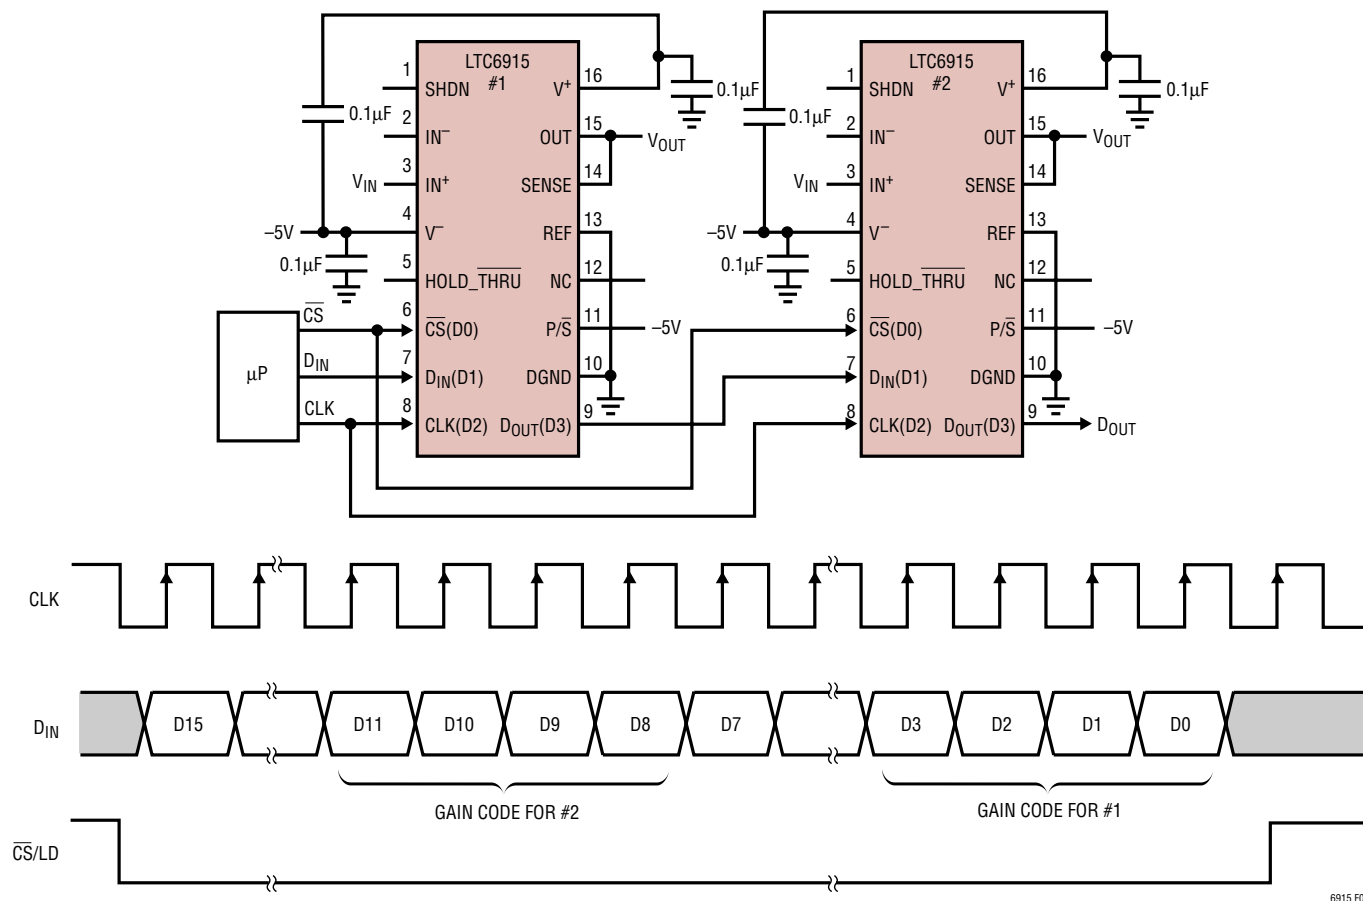 LTC6915
#1
1
SHDN
V+
16
0.1µF
0.1µF
2
IN−
OUT
15
VOUT
VIN
3
IN+
SENSE
14
–5V
4
V−
REF
13
0.1µF
5
HOLD_THRU
NC
12
CS
6
CS(D0)
P/S
11
–5V
µP
DIN
7
DIN(D1)
DGND
10
CLK
8
CLK(D2)
DOUT(D3)
9
LTC6915
#2
1
SHDN
V+
16
0.1µF
0.1µF
2
IN−
OUT
15
VOUT
VIN
3
IN+
SENSE
14
–5V
4
V−
REF
13
0.1µF
5
HOLD_THRU
NC
12
6
CS(D0)
P/S
11
–5V
7
DIN(D1)
DGND
10
8
CLK(D2)
DOUT(D3)
9
DOUT
CLK
DIN
D15 D11 D10 D9 D8 D7 D3 D2 D1 D0
GAIN CODE FOR #2 GAIN CODE FOR #1
CS/LD